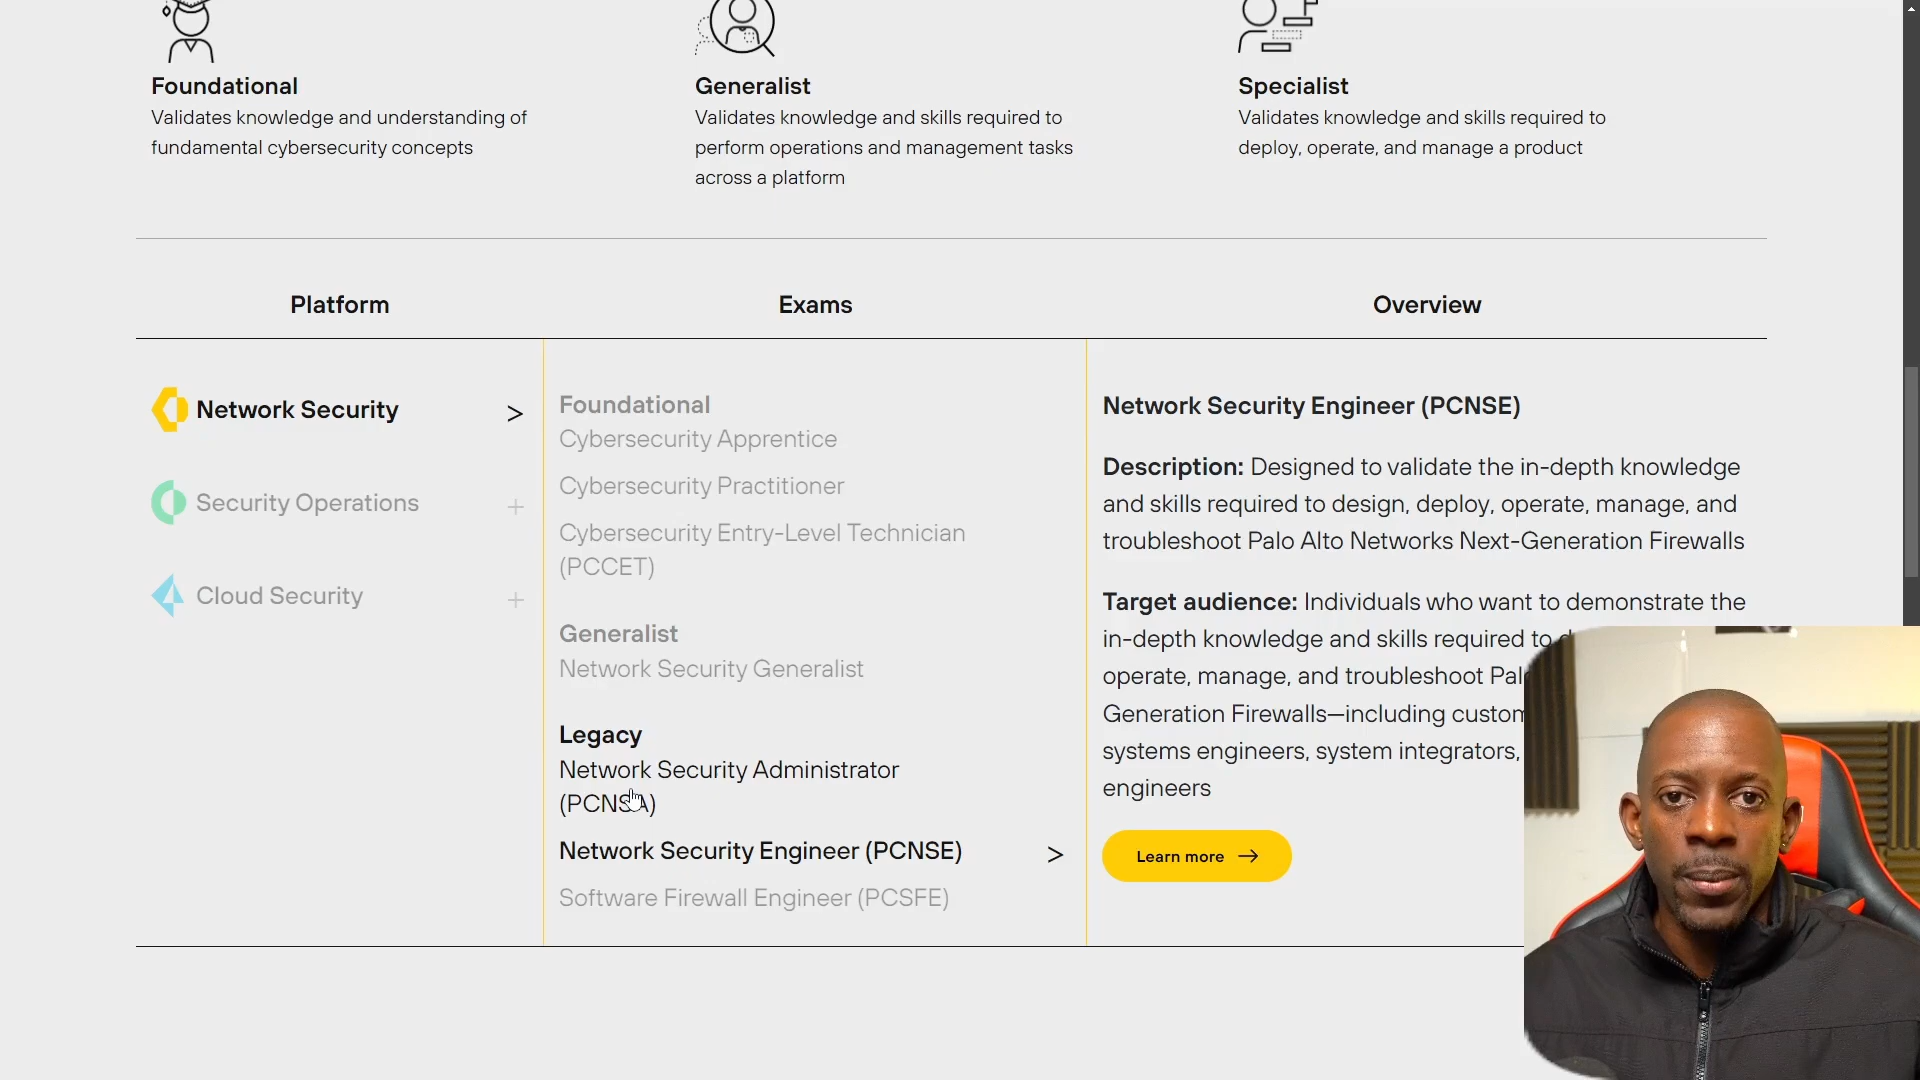 Foundational
Validates knowledge and understanding of
fundamental cybersecurity concepts
Generalist
Validates knowledge and skills required to
perform operations and management tasks
across a platform
Specialist
Validates knowledge and skills required to
deploy, operate, and manage a product
Platform
Exams
Overview
Network Security >
Security Operations +
Cloud Security +
Foundational
Cybersecurity Apprentice
Cybersecurity Practitioner
Cybersecurity Entry-Level Technician
(PCCET)
Generalist
Network Security Generalist
Legacy
Network Security Administrator
(PCNSA)
Network Security Engineer (PCNSE) >
Software Firewall Engineer (PCSFE)
Network Security Engineer (PCNSE)
Description: Designed to validate the in-depth knowledge
and skills required to design, deploy, operate, manage, and
troubleshoot Palo Alto Networks Next-Generation Firewalls
Target audience: Individuals who want to demonstrate the
in-depth knowledge and skills required to
operate, manage, and troubleshoot
Generation Firewalls—including
systems engineers, system integrators,
engineers
Learn more →